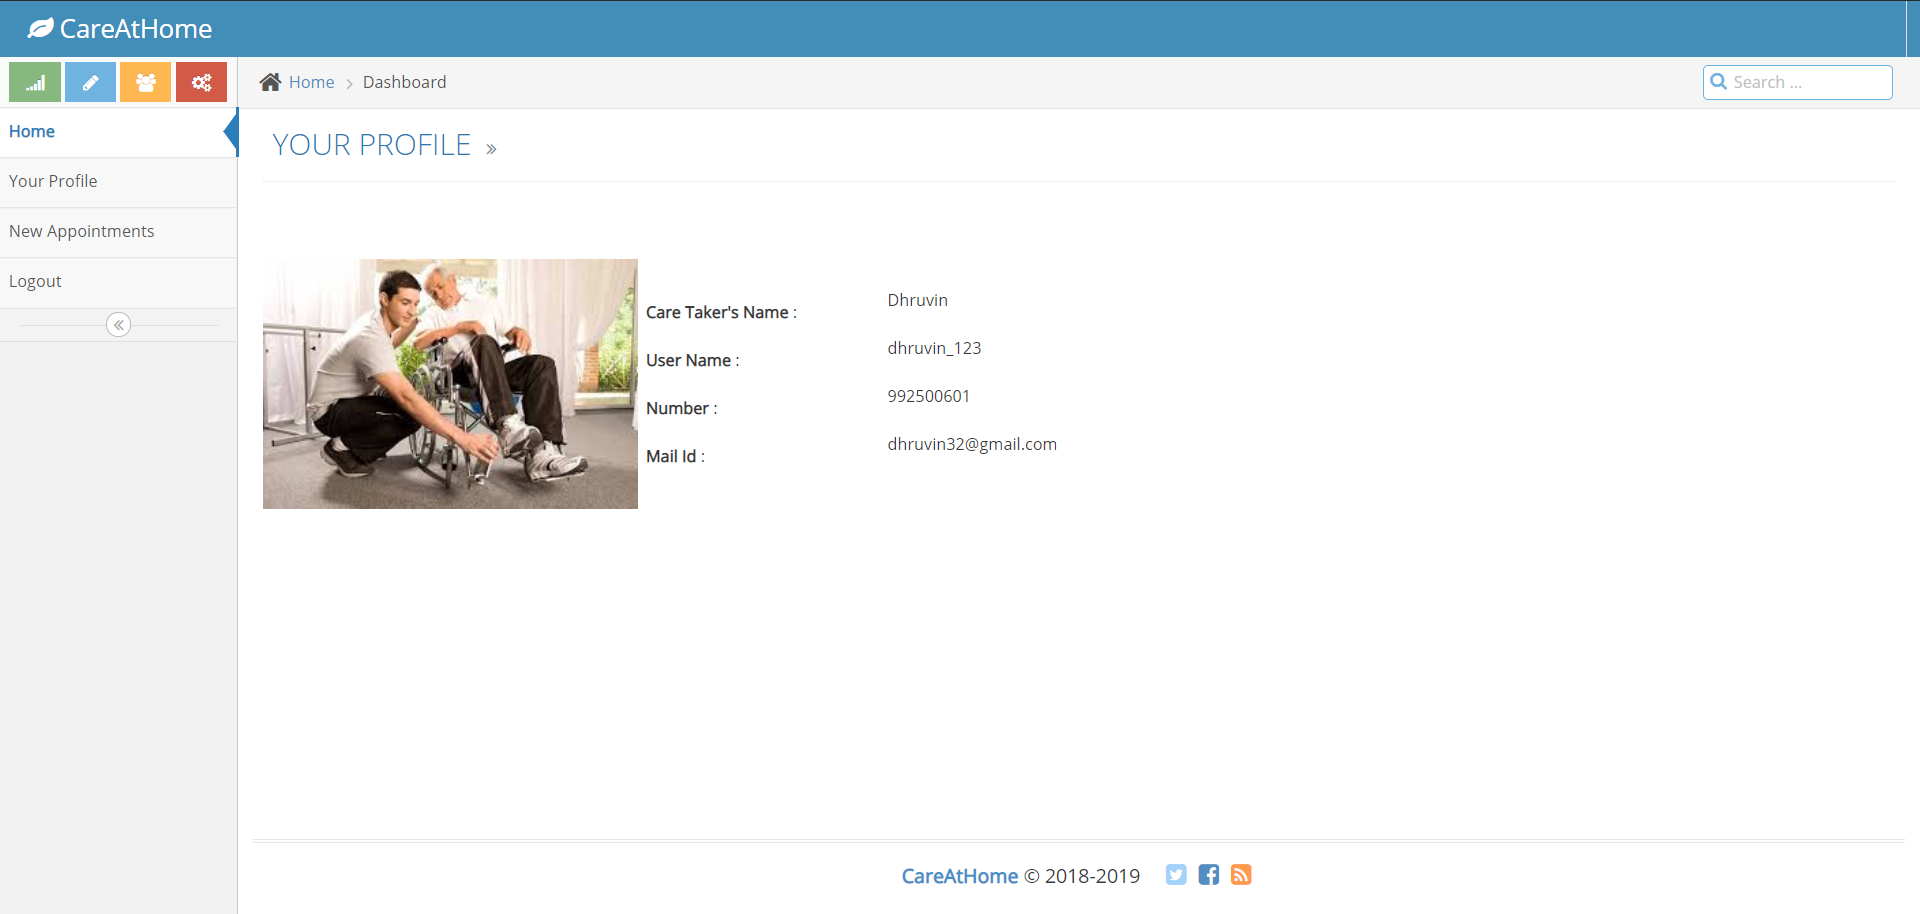 CareAtHome
Home
Dashboard
Search ...
Home
Your Profile
New Appointments
Logout
YOUR PROFILE »
Care Taker's Name : Dhruvin
User Name : dhruvin_123
Number : 992500601
Mail Id : dhruvin32@gmail.com
CareAtHome © 2018-2019